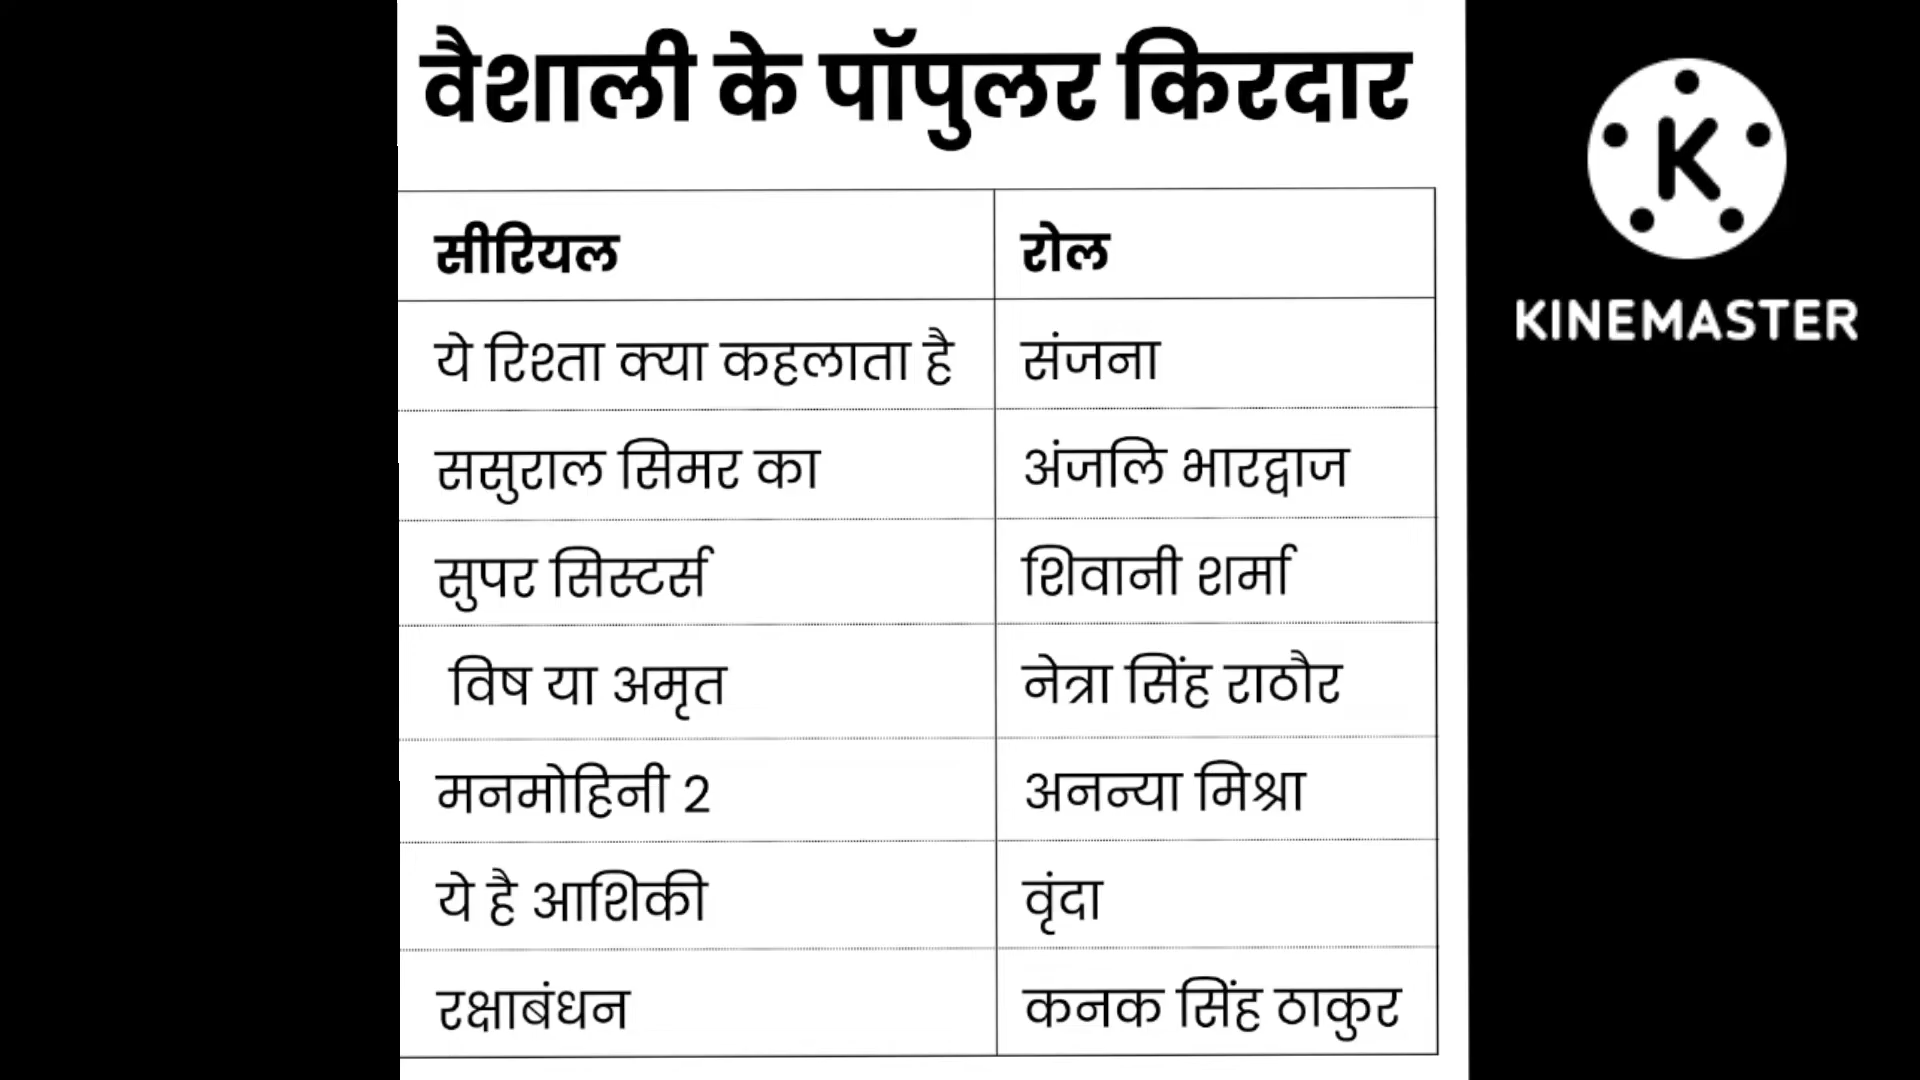 वैशाली के पॉपुलर किरदार
सीरियल रोल
ये रिश्ता क्या कहलाता है संजना
ससुराल सिमर का अंजलि भारद्वाज
सुपर सिस्टर्स शिवानी शर्मा
विष या अमृत नेत्रा सिंह राठौर
मनमोहिनी 2 अनन्या मिश्रा
ये है आशिकी वृंदा
रक्षाबंधन कनक सिंह ठाकुर
K
KINEMASTER